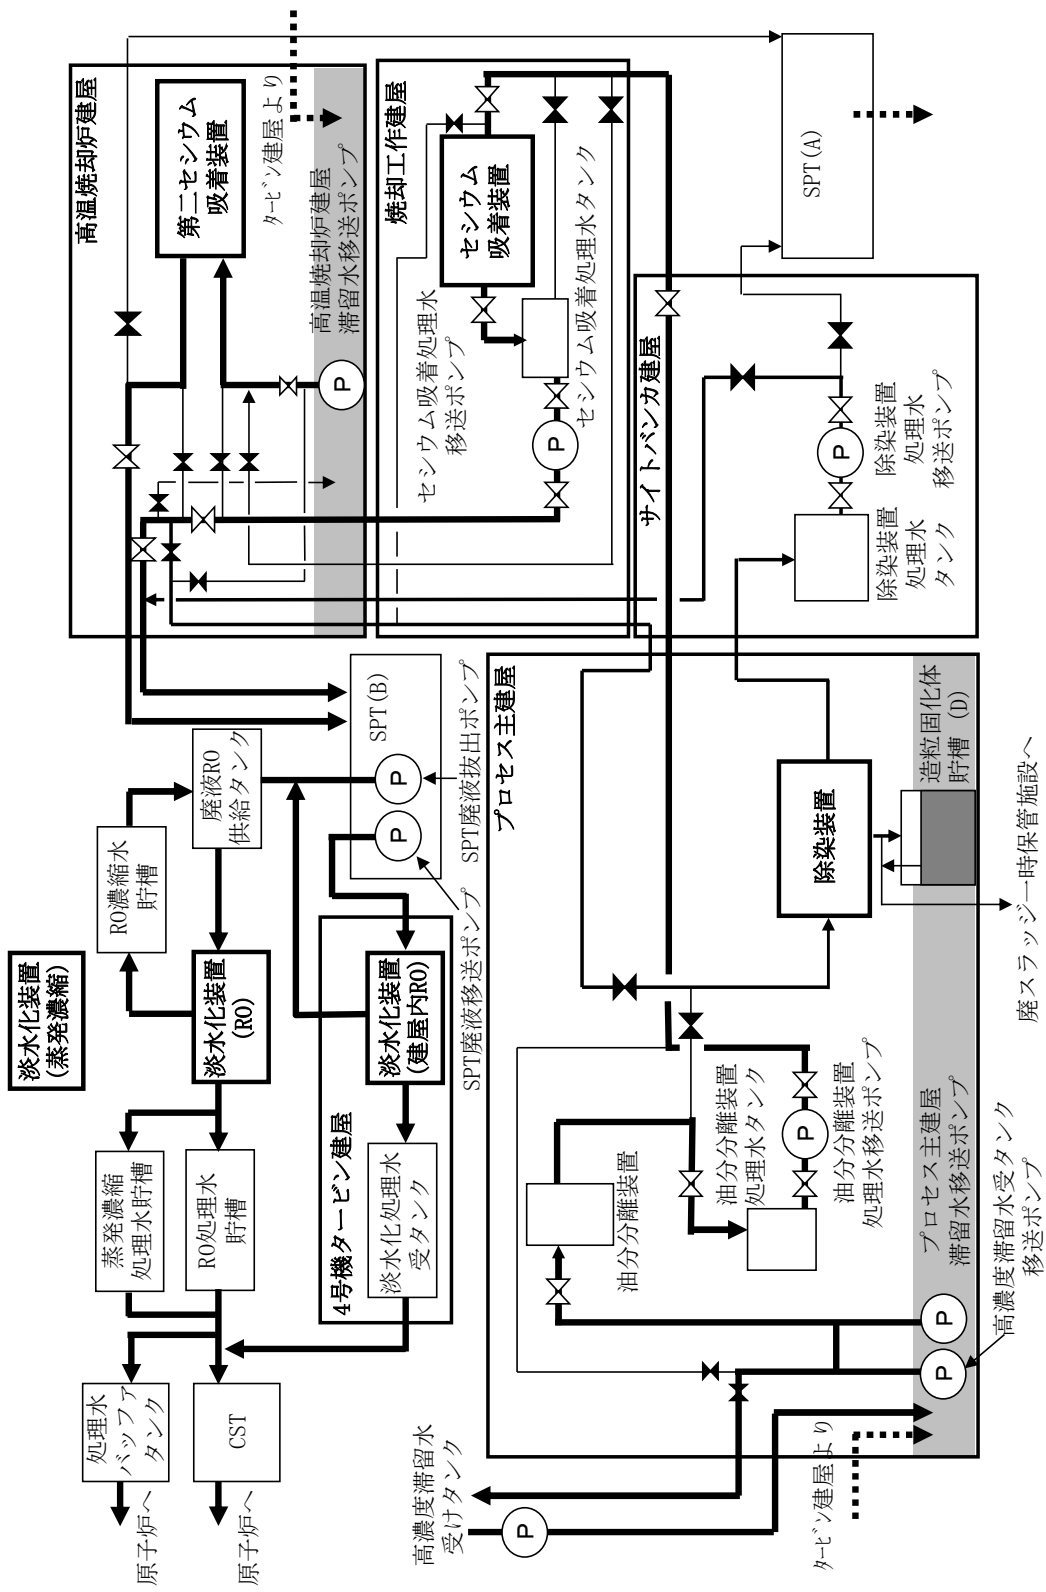 高温焼却炉建屋
第二セシウム
吸着装置
タービン建屋より
高温焼却炉建屋
滞留水移送ポンプ
P
焼却工作建屋
セシウム
吸着装置
セシウム吸着処理水
移送ポンプ
セシウム吸着処理水タンク
P
SPT(A)
サイトバンカ建屋
P
除染装置
処理水
移送ポンプ
除染装置
処理水
タンク
SPT(B)
P
P
SPT廃液抜出ポンプ
SPT廃液移送ポンプ
廃液RO
供給タンク
RO濃縮水
貯槽
淡水化装置
(蒸発濃縮)
淡水化装置
(RO)
淡水化装置
(建屋内RO)
4号機タービン建屋
淡水化処理水
受タンク
蒸発濃縮
処理水貯槽
RO処理水
貯槽
処理水
バッファ
タンク
CST
原子炉へ
原子炉へ
プロセス主建屋
除染装置
造粒固化体
貯槽 (D)
廃スラッジ一時保管施設へ
油分分離装置
油分分離装置
処理水タンク
P
油分分離装置
処理水移送ポンプ
プロセス主建屋
滞留水移送ポンプ
P
P
高濃度滞留水受タンク
移送ポンプ
高濃度滞留水
受けタンク
P
タービン建屋より